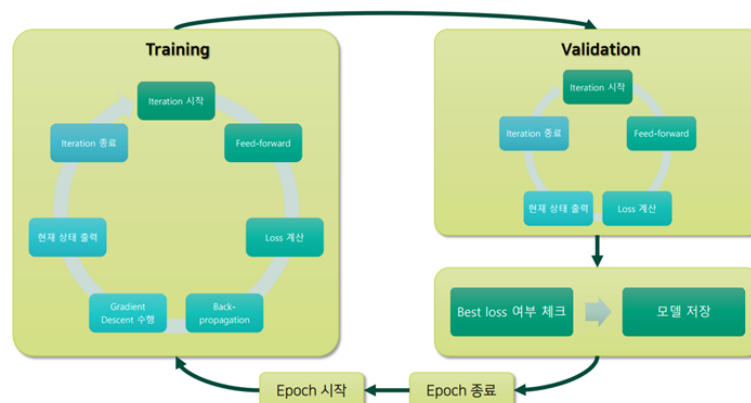 Training
Iteration 시작
Feed-forward
Loss 계산
Back-
propagation
Gradient
Descent 수행
현재 상태 출력
Iteration 종료
Validation
Iteration 시작
Feed-forward
Loss 계산
현재 상태 출력
Iteration 종료
Best loss 여부 체크
모델 저장
Epoch 종료
Epoch 시작